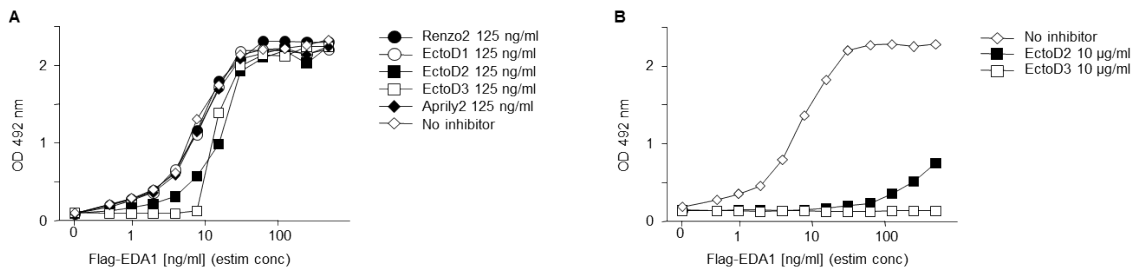 A
2
1
0
OD 492 nm
0
1
10
100
Flag-EDA1 [ng/ml] (estim conc)
Renzo2 125 ng/ml
EctoD1 125 ng/ml
EctoD2 125 ng/ml
EctoD3 125 ng/ml
Aprily2 125 ng/ml
No inhibitor
B
2
1
0
OD 492 nm
0
1
10
100
Flag-EDA1 [ng/ml] (estim conc)
No inhibitor
EctoD2 10 µg/ml
EctoD3 10 µg/ml